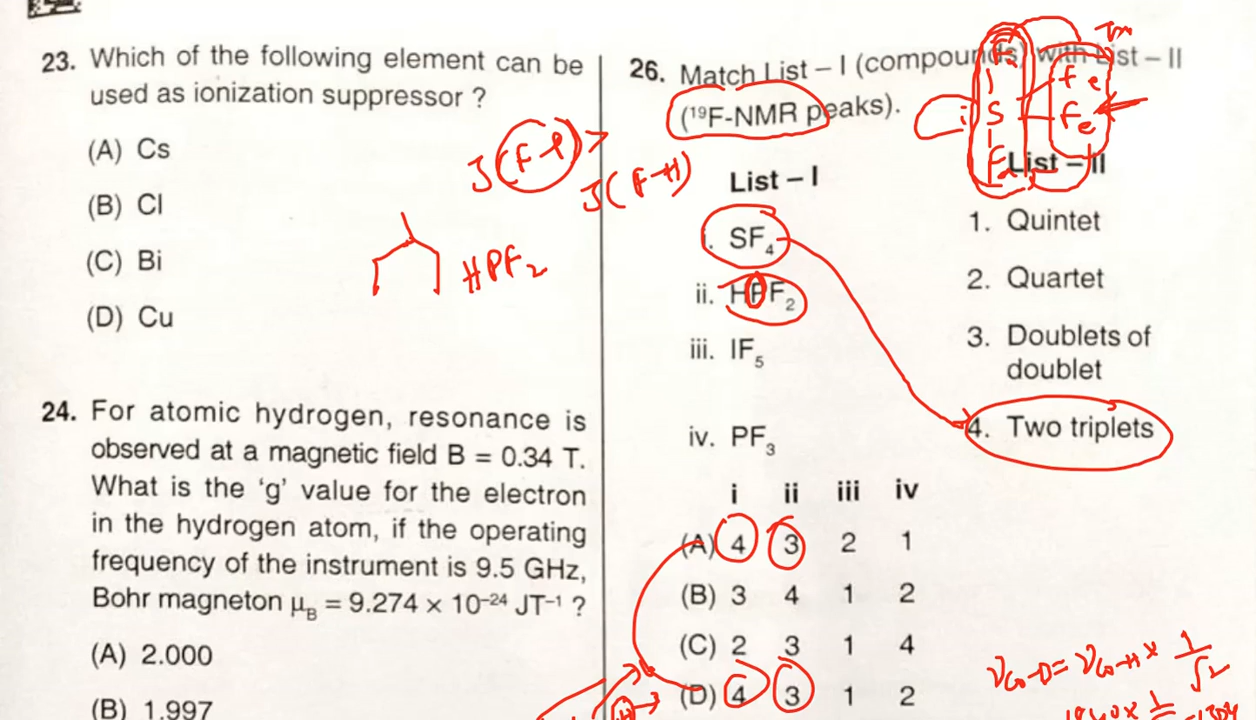 23. Which of the following element can be
used as ionization suppressor ?
(A) Cs
(B) Cl
(C) Bi
(D) Cu
J(F-P)>
J(F-H)
HPF₂
24. For atomic hydrogen, resonance is
observed at a magnetic field B = 0.34 T.
What is the ‘g’ value for the electron
in the hydrogen atom, if the operating
frequency of the instrument is 9.5 GHz,
Bohr magneton μ_B = 9.274 × 10⁻²⁴ JT⁻¹ ?
(A) 2.000
(B) 1.997
26. Match List – I (compounds) with List – II
(¹⁹F-NMR peaks).
S
Fe
Fe
List – I
List – II
i. SF₄
1. Quintet
ii. HPF₂
2. Quartet
iii. IF₅
3. Doublets of
doublet
iv. PF₃
4. Two triplets
i ii iii iv
(A) 4 3 2 1
(B) 3 4 1 2
(C) 2 3 1 4
(D) 4 3 1 2